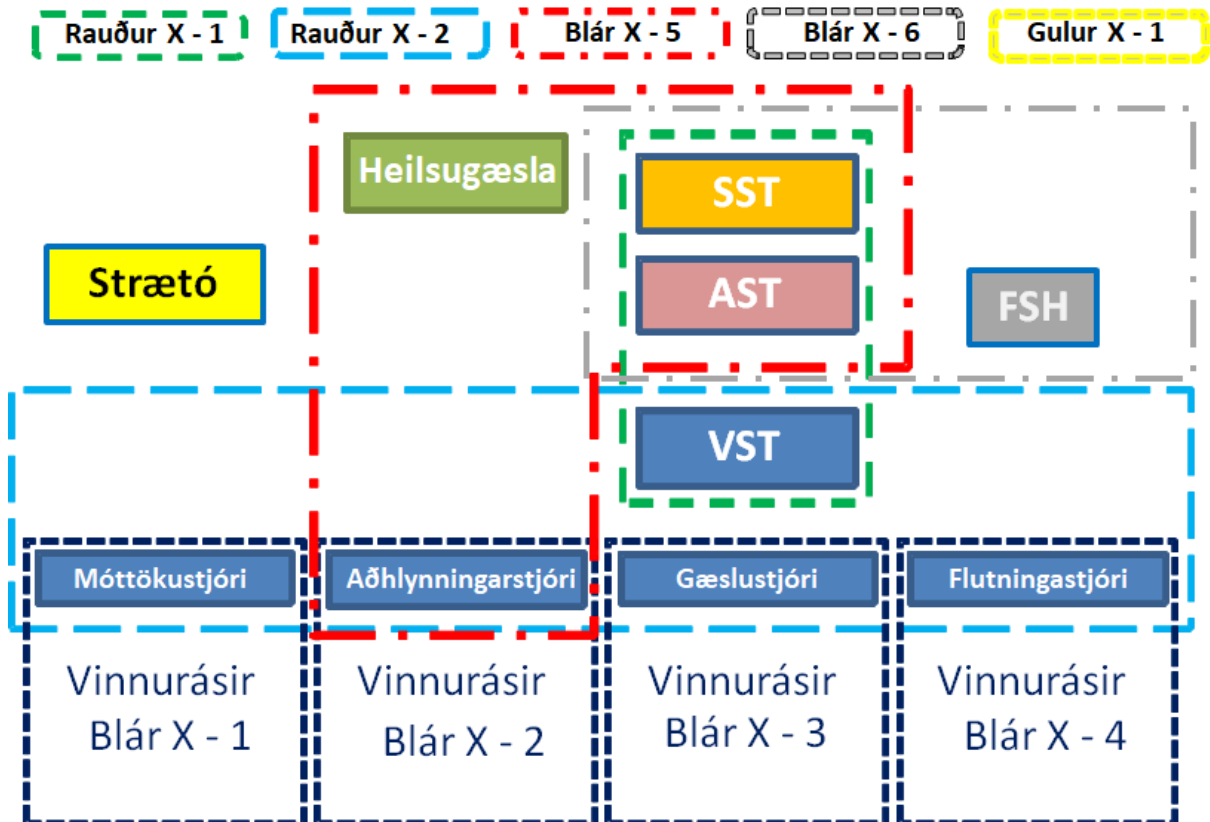 Rauður X - 1
Rauður X - 2
Blár X - 5
Blár X - 6
Gulur X - 1
Heilsugæsla
SST
Strætó
AST
FSH
VST
Móttökustjóri
Aðhlynningarstjóri
Gæslustjóri
Flutningastjóri
Vinnurásir
Blár X - 1
Vinnurásir
Blár X - 2
Vinnurásir
Blár X - 3
Vinnurásir
Blár X - 4